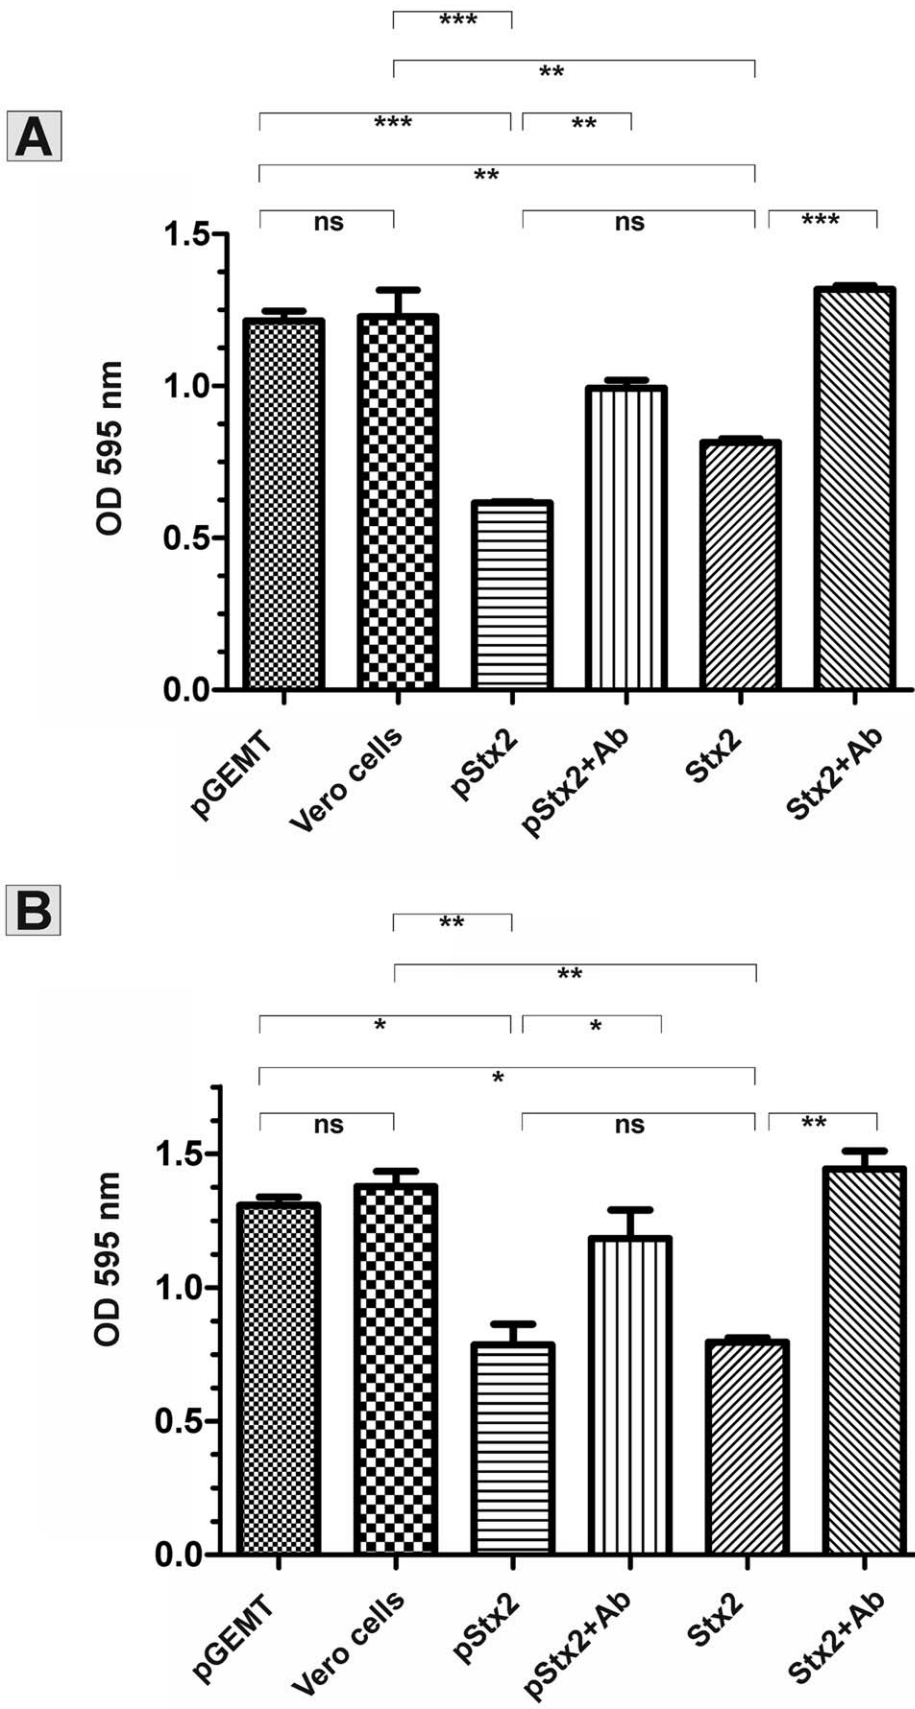 ***
**
A
*** **
**
ns ns ***
1.5
1.0
0.5
0.0
OD 595 nm
pGEMT Vero cells pStx2 pStx2+Ab Stx2 Stx2+Ab
B
**
**
* *
*
ns ns **
1.5
1.0
0.5
0.0
OD 595 nm
pGEMT Vero cells pStx2 pStx2+Ab Stx2 Stx2+Ab